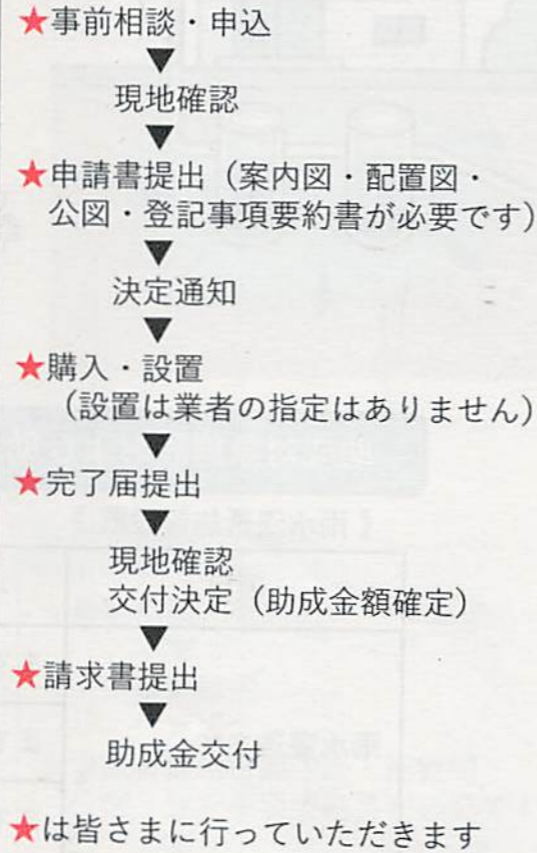 ★事前相談・申込
▼
現地確認
▼
★申請書提出（案内図・配置図・
公図・登記事項要約書が必要です）
▼
決定通知
▼
★購入・設置
（設置は業者の指定はありません）
▼
★完了届提出
▼
現地確認
交付決定（助成金額確定）
▼
★請求書提出
▼
助成金交付
★は皆さまに行っていただきます